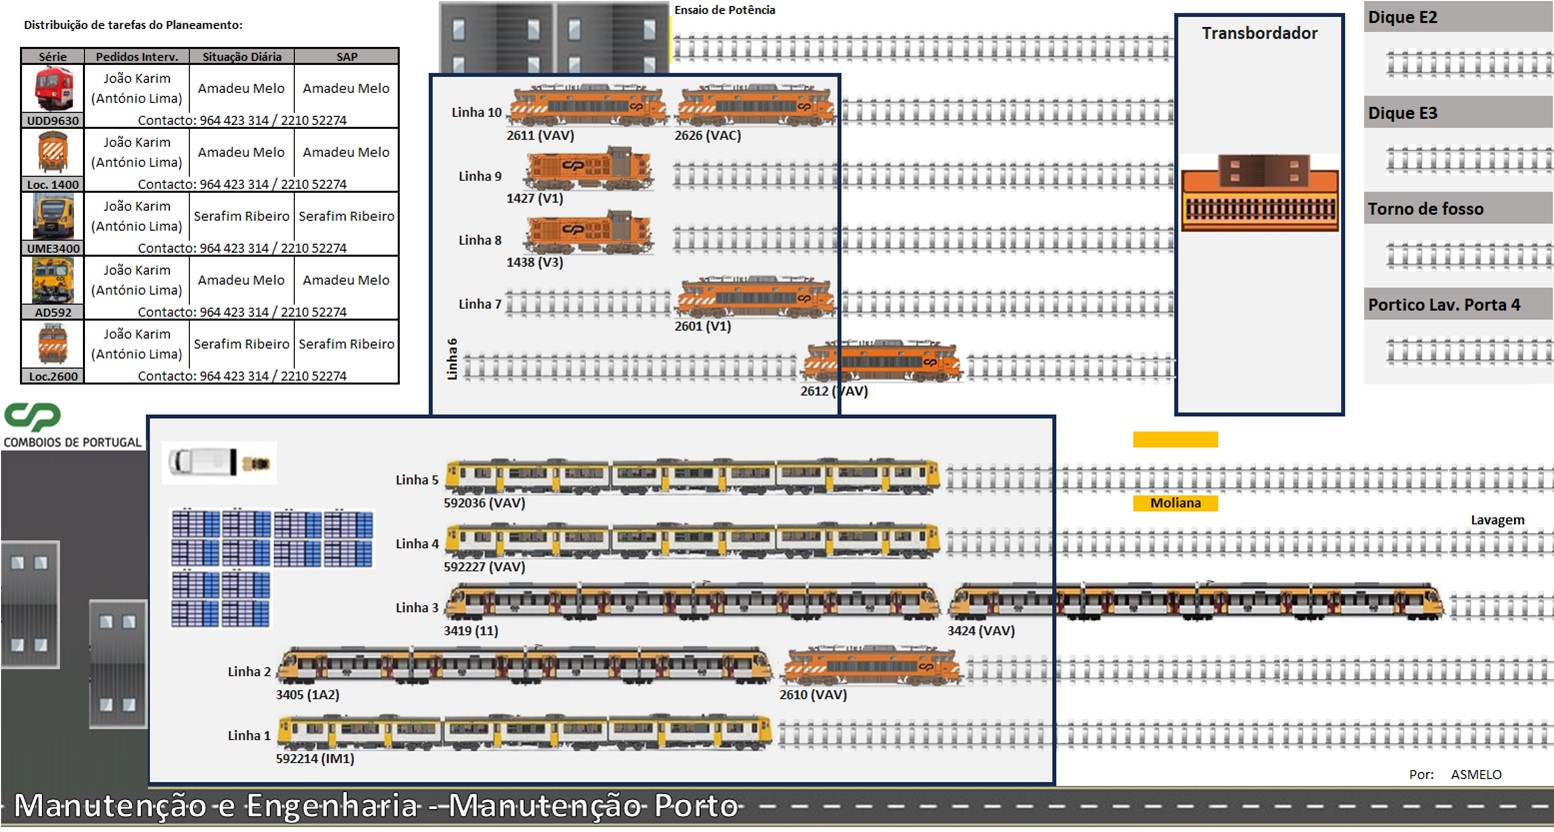 Distribuição de tarefas do Planeamento:
Série Pedidos Interv. Situação Diária SAP
João Karim
(António Lima) Amadeu Melo Amadeu Melo
UDD9630 Contacto: 964 423 314 / 2210 52274
João Karim
(António Lima) Amadeu Melo Amadeu Melo
Loc. 1400 Contacto: 964 423 314 / 2210 52274
João Karim
(António Lima) Serafim Ribeiro Serafim Ribeiro
UME3400 Contacto: 964 423 314 / 2210 52274
João Karim
(António Lima) Amadeu Melo Amadeu Melo
AD592 Contacto: 964 423 314 / 2210 52274
João Karim
(António Lima) Serafim Ribeiro Serafim Ribeiro
Loc.2600 Contacto: 964 423 314 / 2210 52274
CP
COMBOIOS DE PORTUGAL
Ensaio de Potência
Linha 10
2611 (VAV) 2626 (VAC)
Linha 9
1427 (V1)
Linha 8
1438 (V3)
Linha 7
2601 (V1)
Linha 6
2612 (VAV)
Transbordador
Dique E2
Dique E3
Torno de fosso
Portico Lav. Porta 4
Linha 5
592036 (VAV)
Moliana
Lavagem
Linha 4
592227 (VAV)
Linha 3
3419 (11) 3424 (VAV)
Linha 2
3405 (1A2) 2610 (VAV)
Linha 1
592214 (IM1)
Por: ASMELO
Manutenção e Engenharia - Manutenção Porto